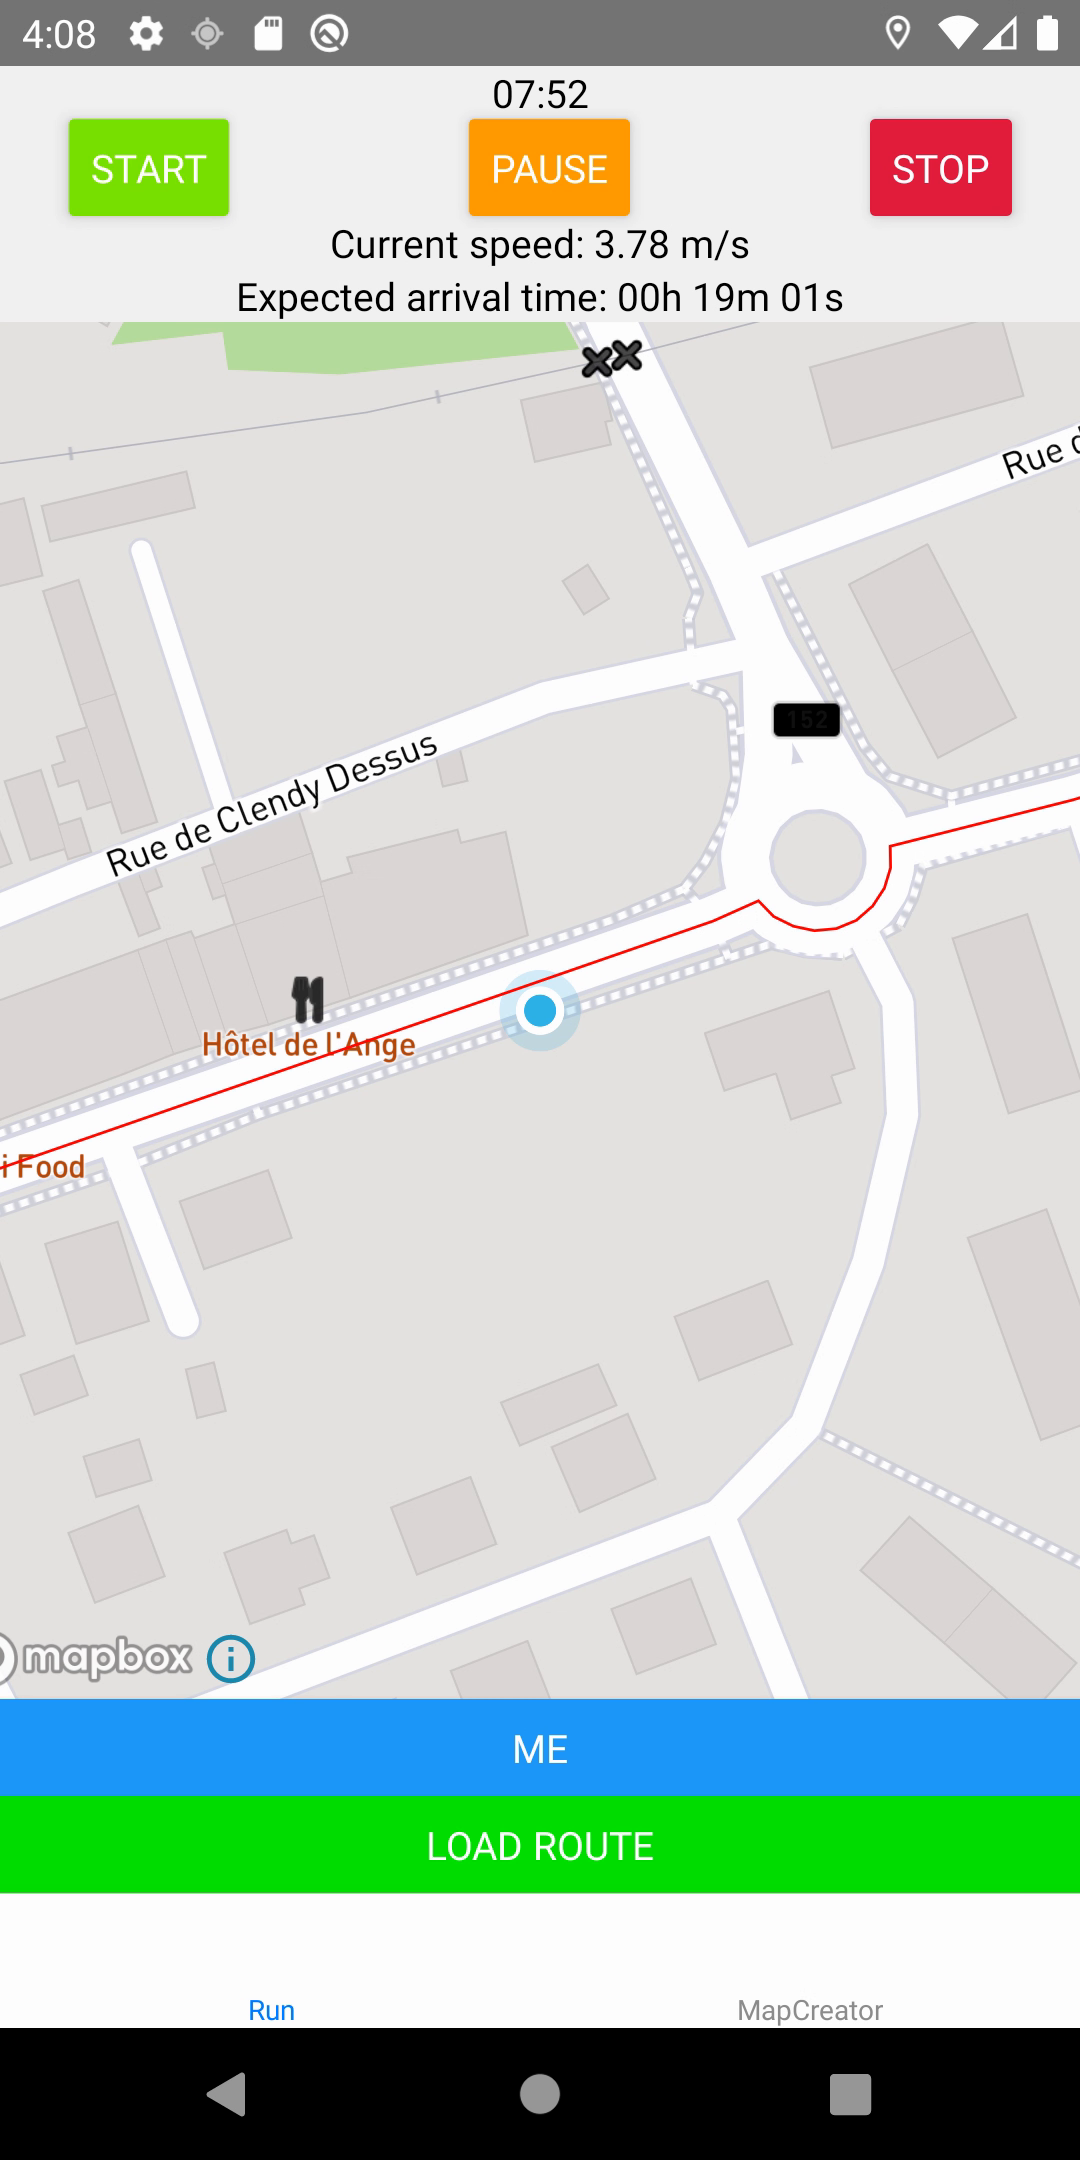 4:08
07:52
START PAUSE STOP
Current speed: 3.78 m/s
Expected arrival time: 00h 19m 01s
Rue d
152
Rue de Clendy Dessus
Hôtel de l'Ange
i Food
mapbox
ME
LOAD ROUTE
Run MapCreator